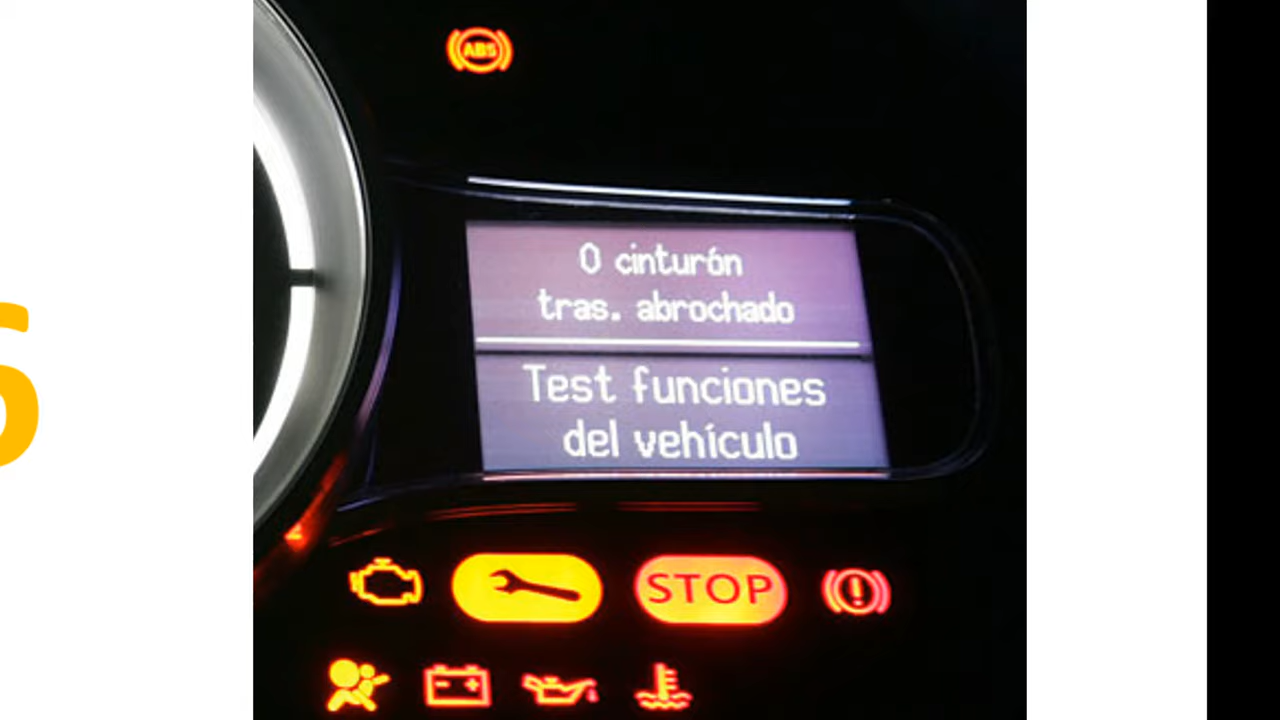 ABS
0 cinturón
tras. abrochado
Test funciones
del vehículo
STOP